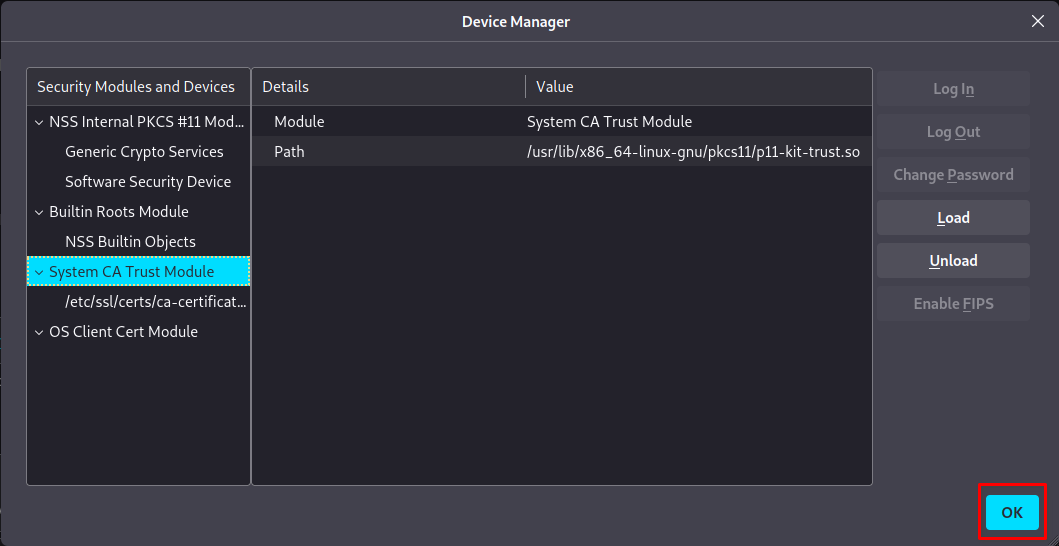 Device Manager
Security Modules and Devices
Details
Value
NSS Internal PKCS #11 Mod...
Generic Crypto Services
Software Security Device
Builtin Roots Module
NSS Builtin Objects
System CA Trust Module
/etc/ssl/certs/ca-certificat...
OS Client Cert Module
Module
System CA Trust Module
Path
/usr/lib/x86_64-linux-gnu/pkcs11/p11-kit-trust.so
Log In
Log Out
Change Password
Load
Unload
Enable FIPS
OK